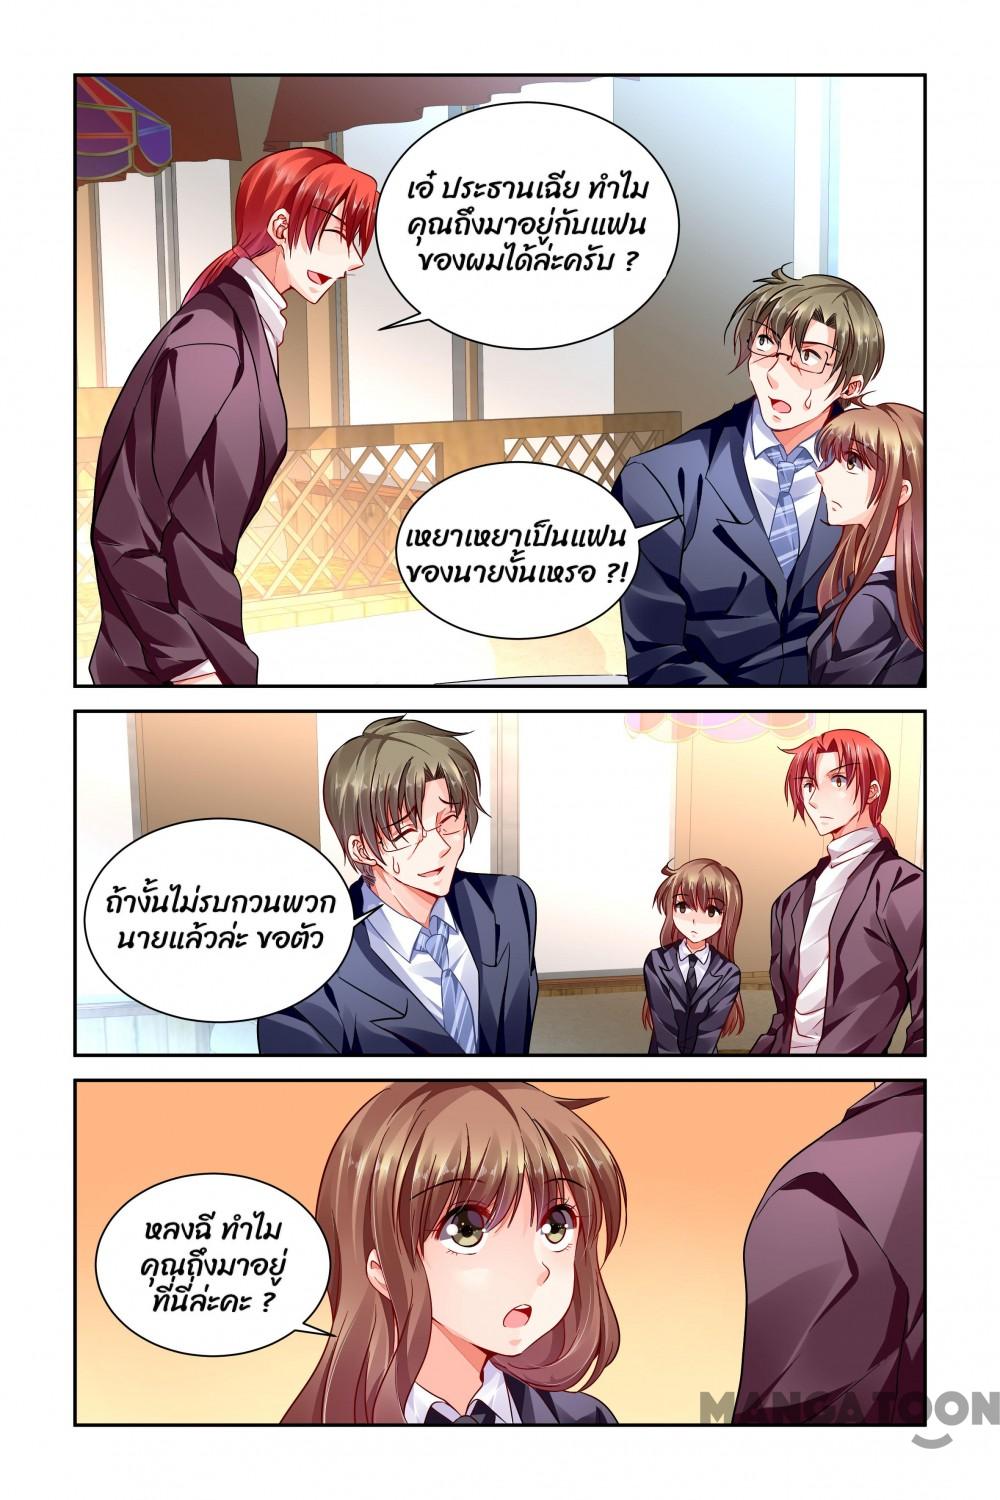 เอ๋ ประธานเฉีย ทำไม
คุณถึงมาอยู่กับแฟน
ของผมได้ล่ะครับ ?
เหยาเหยาเป็นแฟน
ของนายงั้นเหรอ ?!
ถ้างั้นไม่รบกวนพวก
นายแล้วล่ะ ขอตัว
หลงฉี ทำไม
คุณถึงมาอยู่
ที่นี่ล่ะคะ ?
MANGATOON